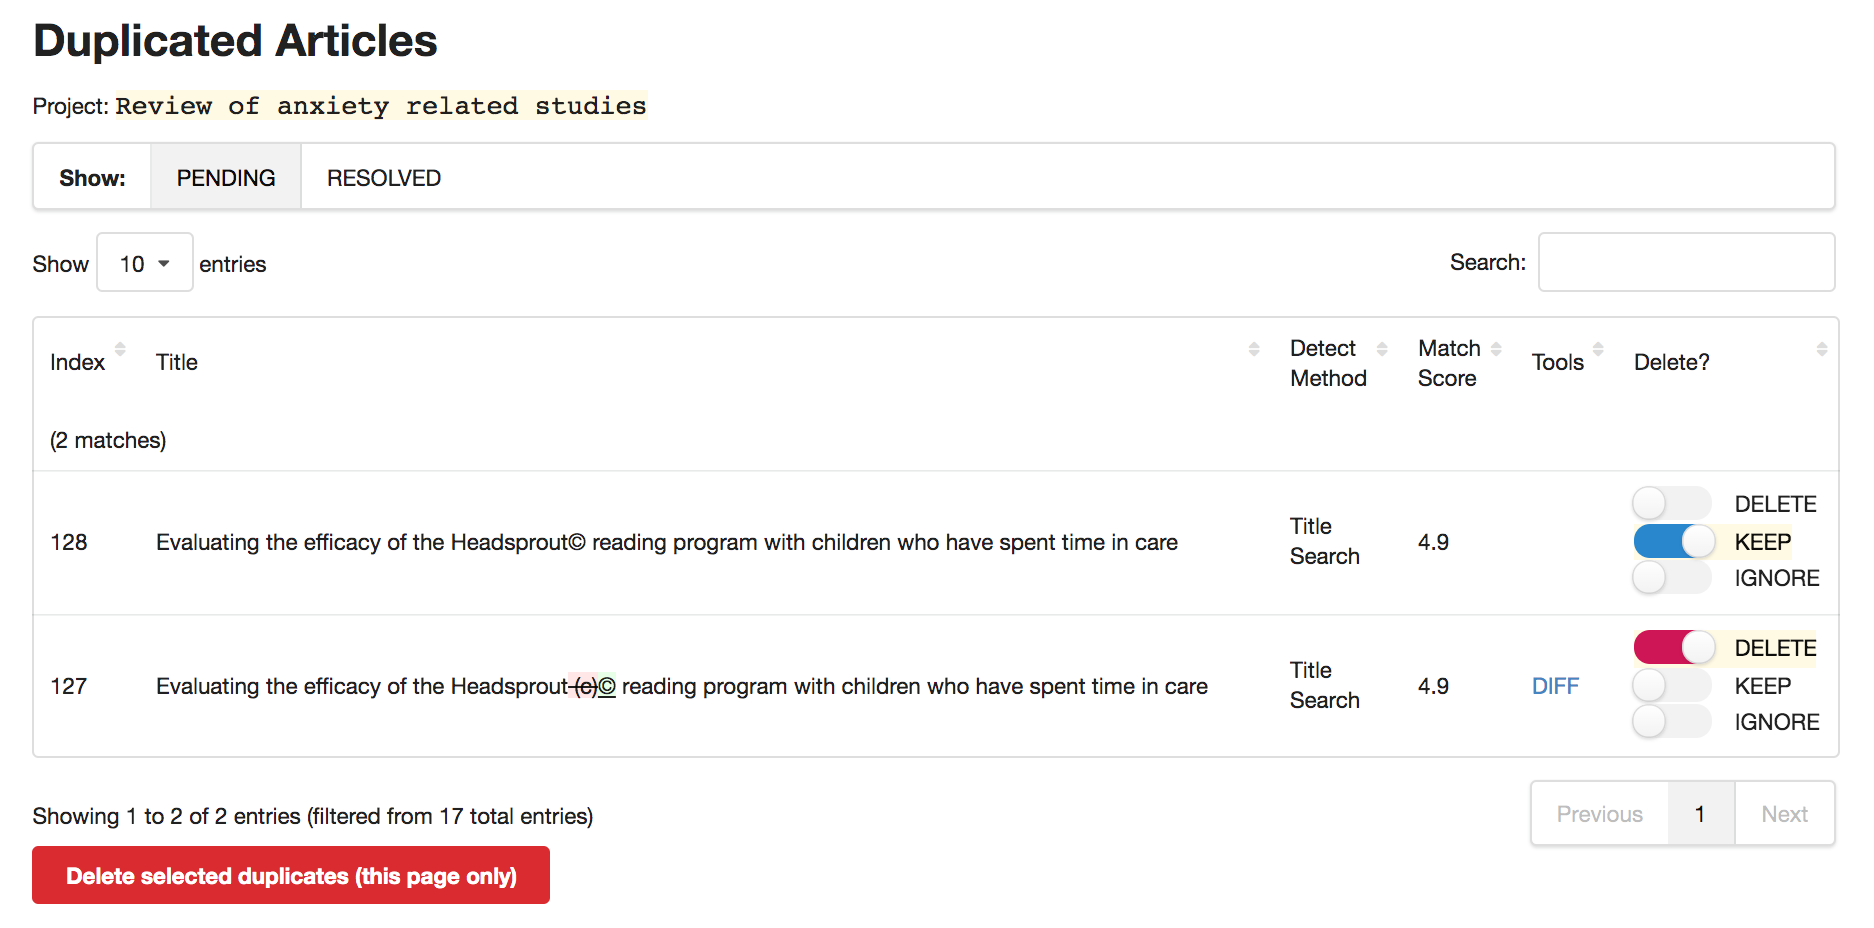 Duplicated Articles
Project: Review of anxiety related studies
Show: PENDING RESOLVED
Show 10 entries Search:
Index Title Detect Method Match Score Tools Delete?
(2 matches)
128 Evaluating the efficacy of the Headsprout© reading program with children who have spent time in care Title Search 4.9 DELETE KEEP IGNORE
127 Evaluating the efficacy of the Headsprout (c)© reading program with children who have spent time in care Title Search 4.9 DIFF DELETE KEEP IGNORE
Showing 1 to 2 of 2 entries (filtered from 17 total entries) Previous 1 Next
Delete selected duplicates (this page only)